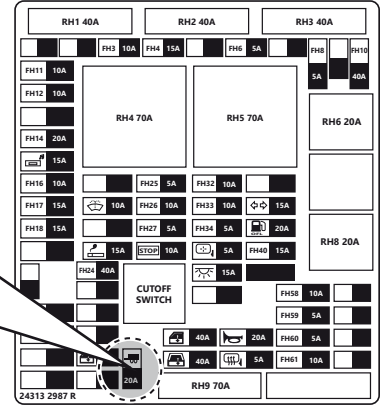 RH1 40A RH2 40A RH3 40A
FH3 10A FH4 15A FH6 5A FH8 5A FH10 40A
FH11 10A
FH12 10A
RH4 70A RH5 70A RH6 20A
FH14 20A
15A
FH16 10A FH25 5A FH32 10A
FH17 15A 10A FH26 10A FH33 10A 15A
FH18 15A FH27 5A FH34 5A DIFF. 20A
15A STOP 10A 5A FH40 15A RH8 20A
FH24 40A 15A
CUTOFF
SWITCH
FH58 10A
FH59 5A
40A 20A FH60 5A
40A 5A FH61 10A
20A
24313 2987 R RH9 70A